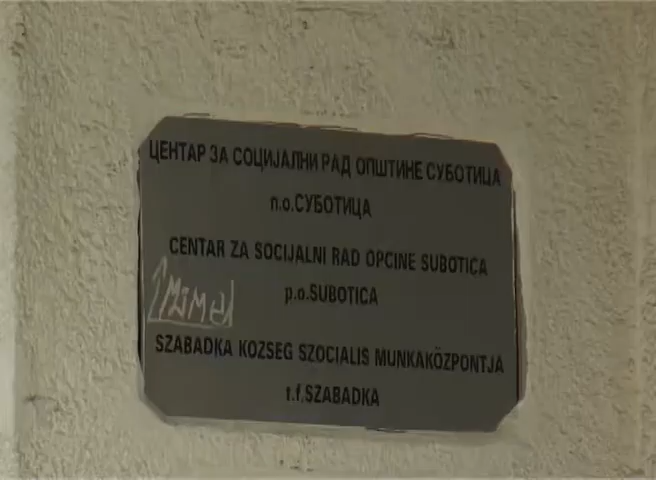 ЦЕНТАР ЗА СОЦИЈАЛНИ РАД ОПШТИНЕ СУБОТИЦА
п.о.СУБОТИЦА
CENTAR ZA SOCIJALNI RAD OPCINE SUBOTICA
p.o.SUBOTICA
SZABADKA KOZSEG SZOCIALIS MUNKAKÖZPONTJA
t.f.SZABADKA